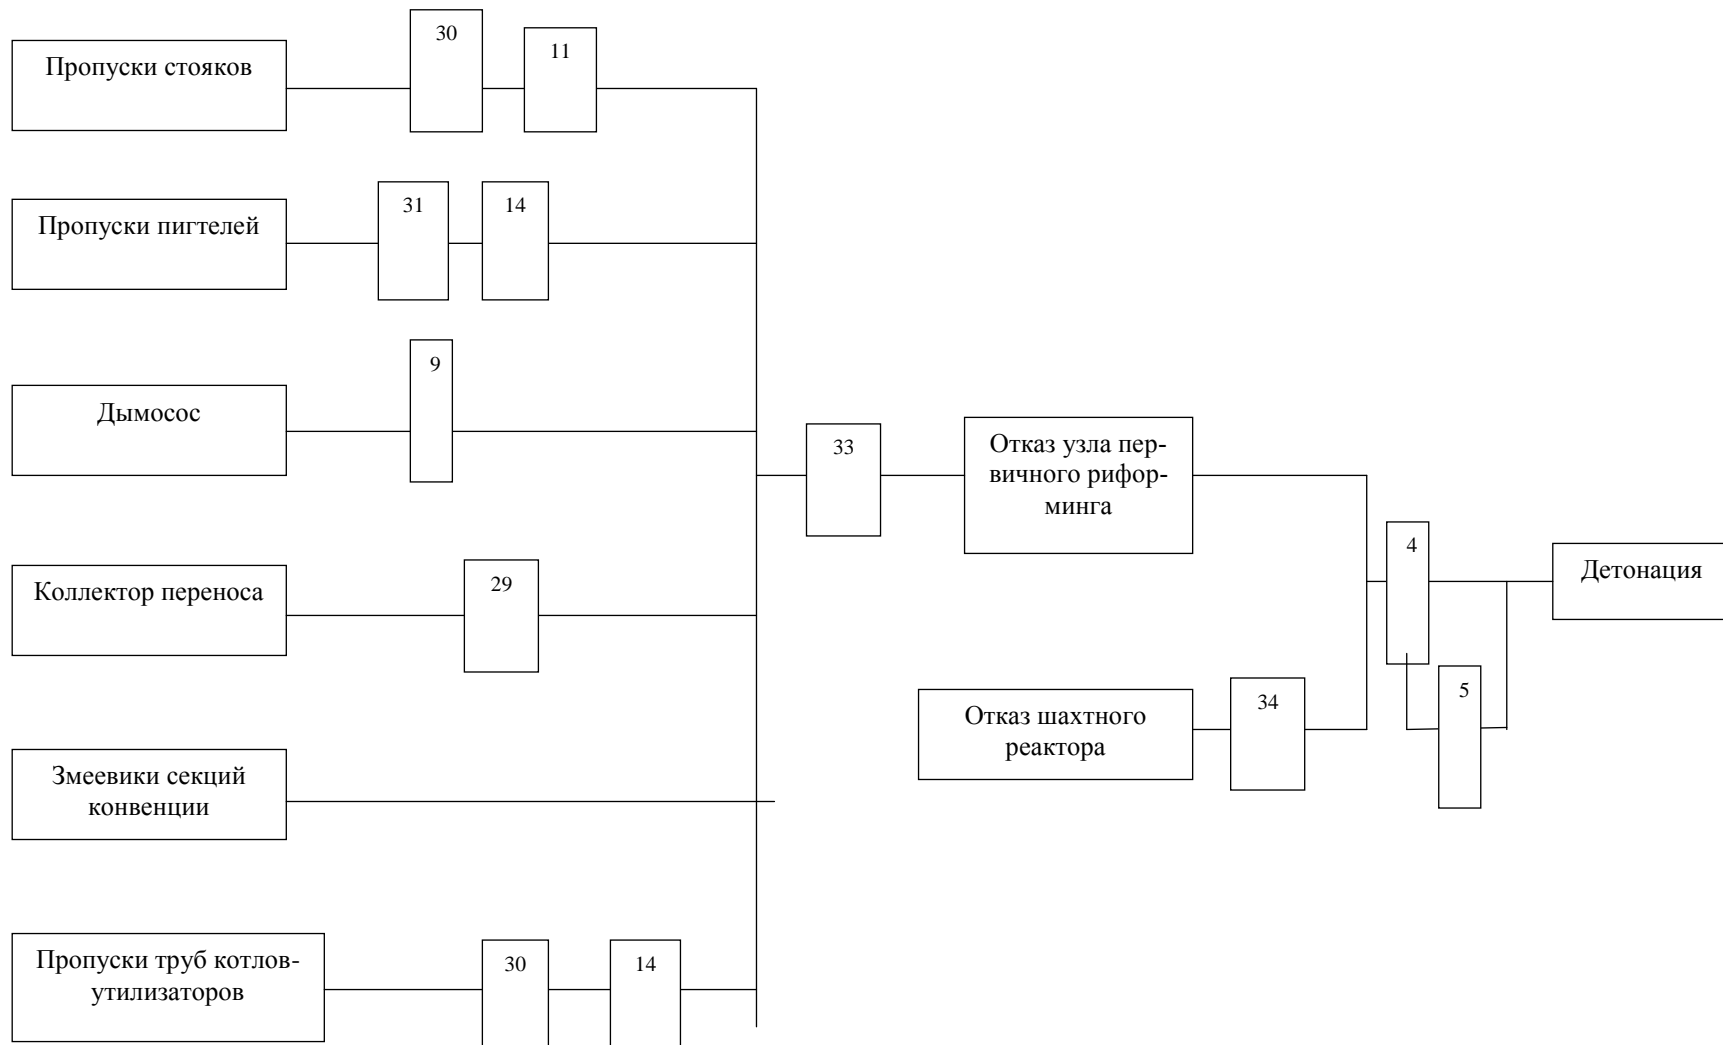 Пропуски стояков
30
11
Пропуски пигтелей
31
14
Дымосос
9
33
Отказ узла пер-
вичного рифор-
минга
4
Детонация
Коллектор переноса
29
Отказ шахтного
реактора
34
5
Змеевики секций
конвенции
Пропуски труб котлов-
утилизаторов
30
14